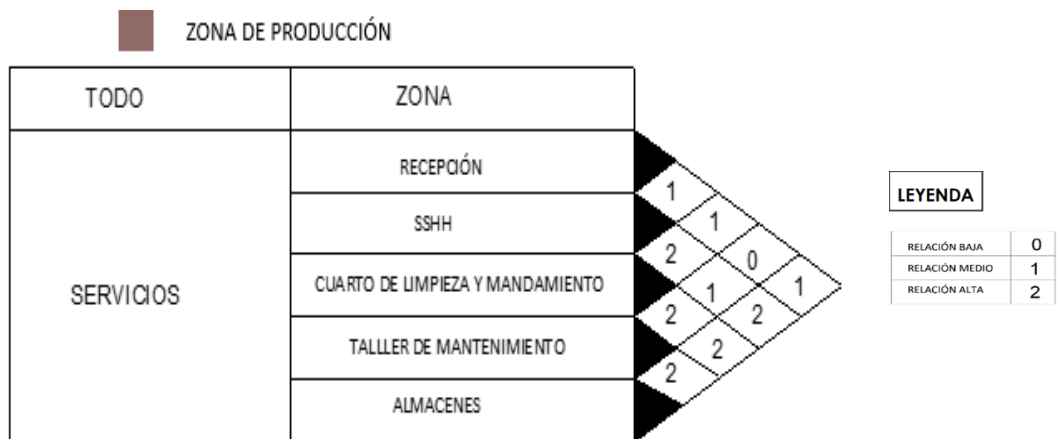 ZONA DE PRODUCCIÓN
TODO ZONA
SERVICIOS
RECEPCIÓN
SSHH
CUARTO DE LIMPIEZA Y MANDAMIENTO
TALLLER DE MANTENIMIENTO
ALMACENES
1
1
2 0
1 1
2 2
2
2
LEYENDA
RELACIÓN BAJA 0
RELACIÓN MEDIO 1
RELACIÓN ALTA 2